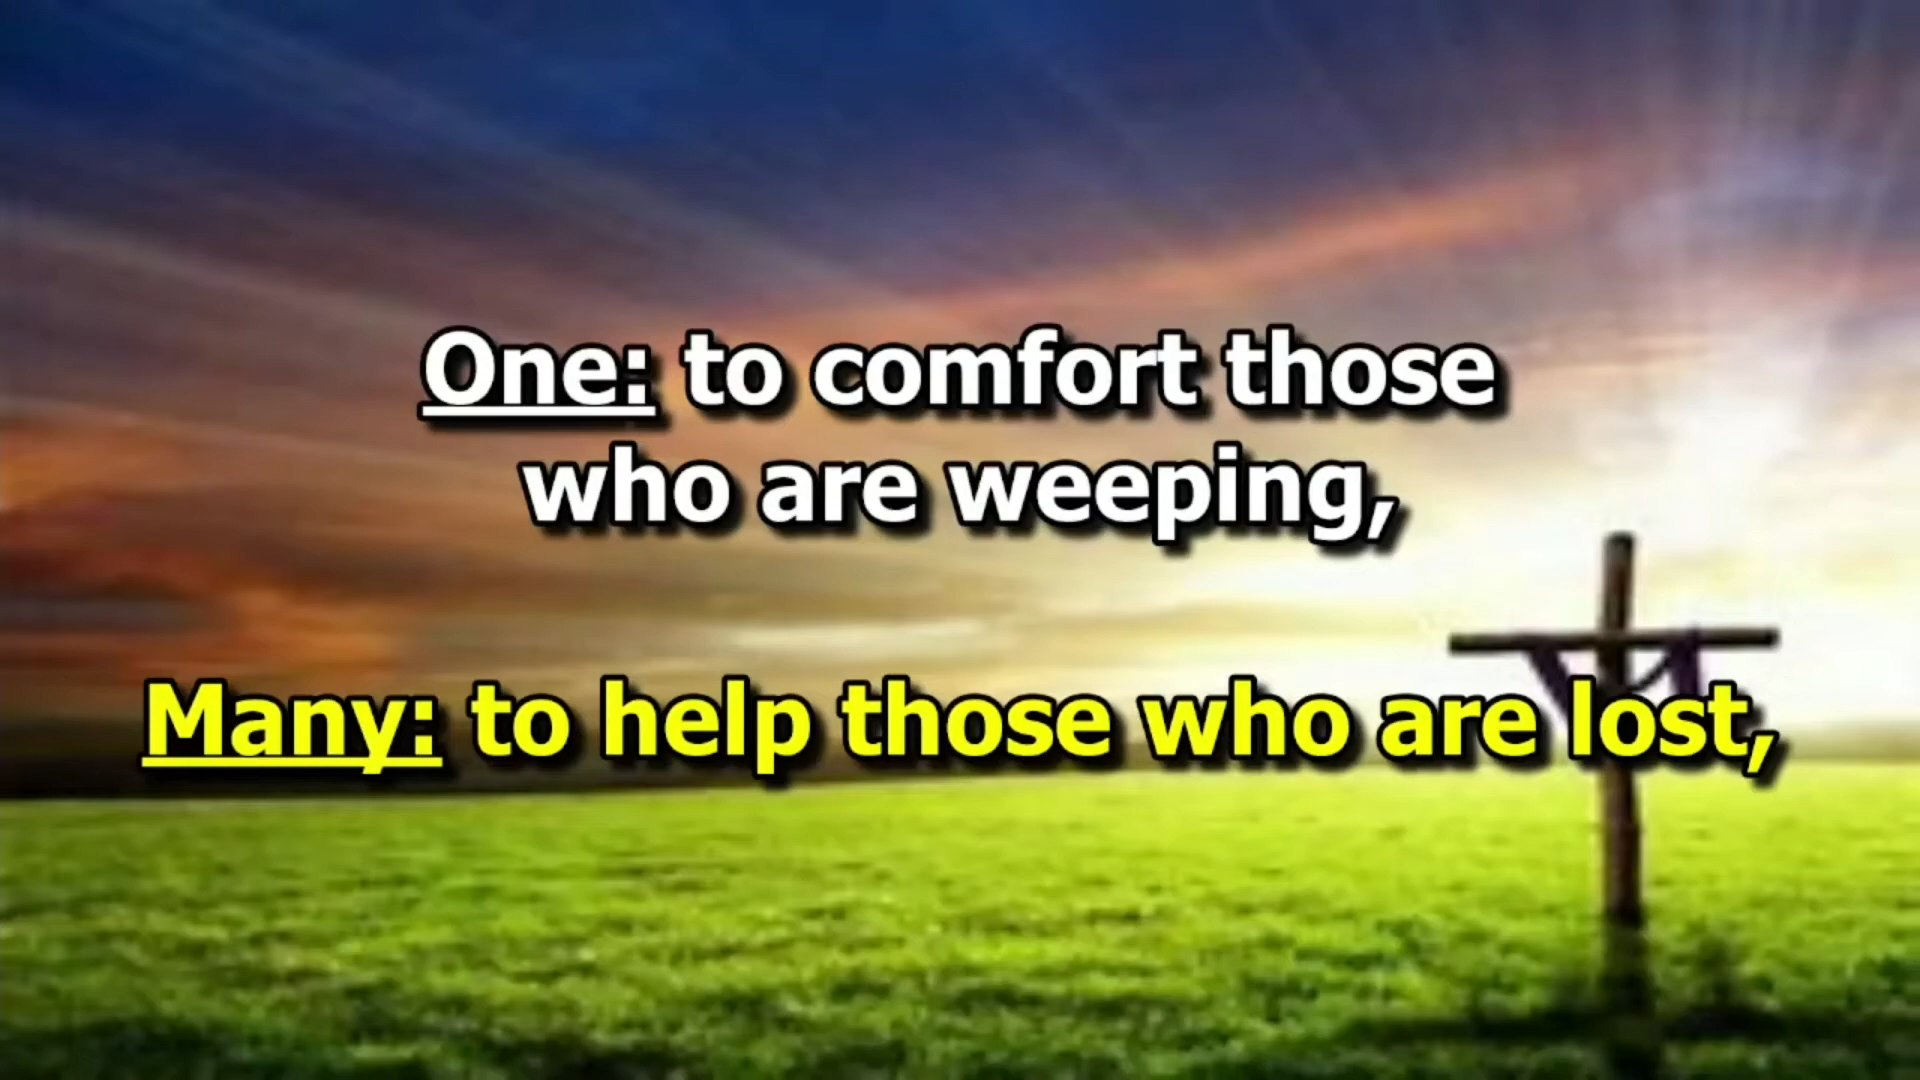 One: to comfort those
who are weeping,
Many: to help those who are lost,